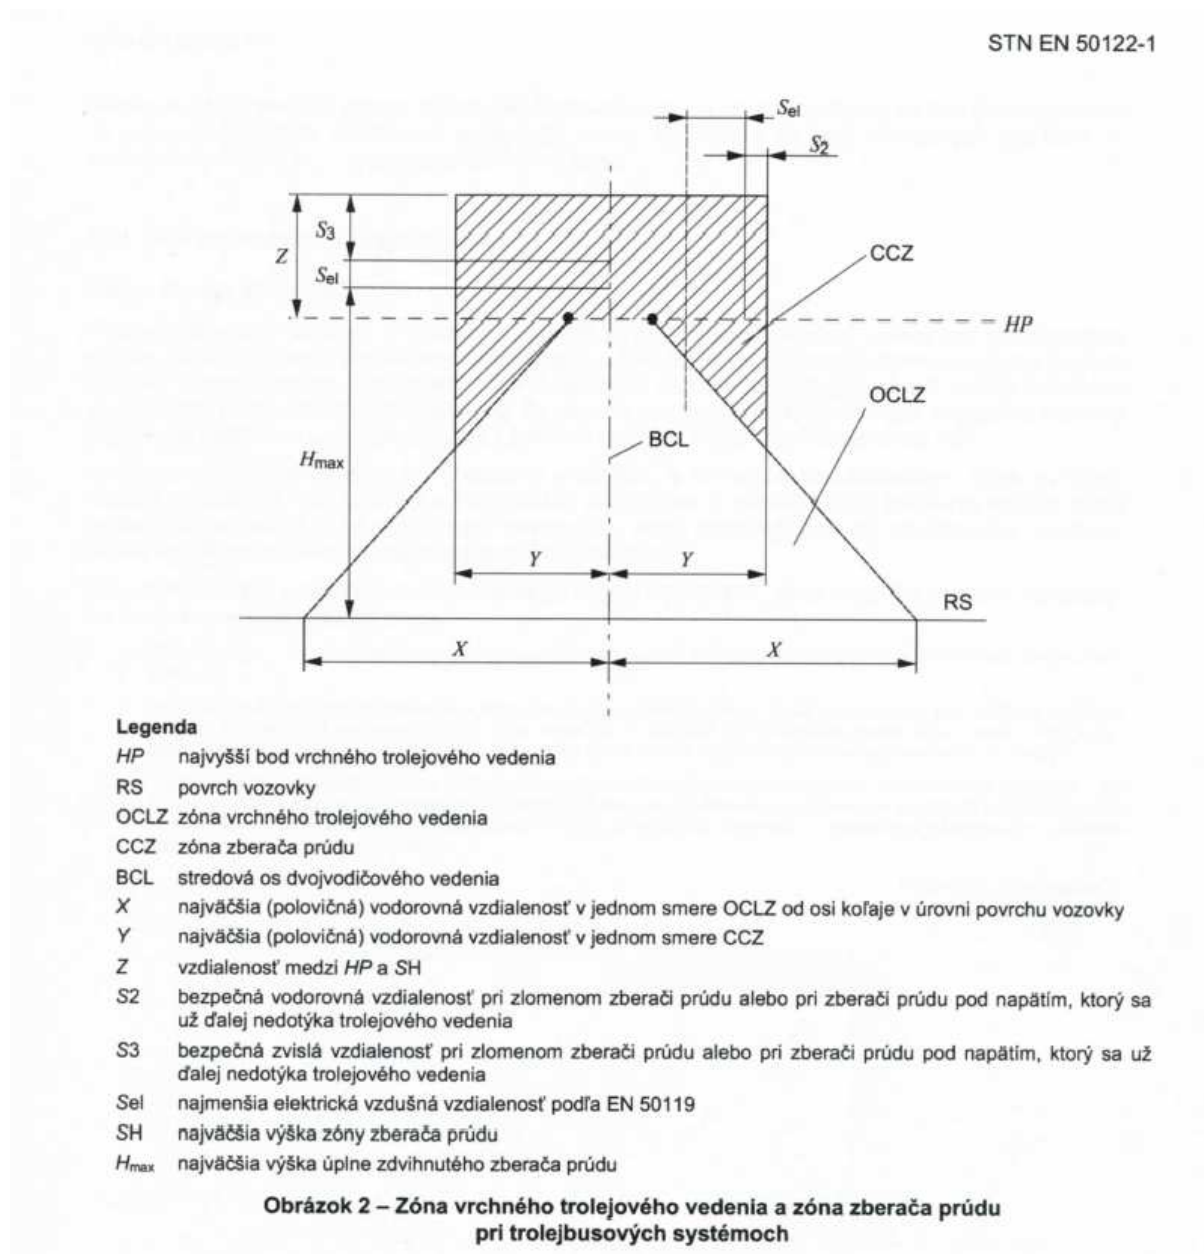 STN EN 50122-1
Sel
S2
S3
Z
Sel
CCZ
HP
OCLZ
BCL
Hmax
Y
Y
RS
X
X
Legenda
HP najvyšší bod vrchného trolejového vedenia
RS povrch vozovky
OCLZ zóna vrchného trolejového vedenia
CCZ zóna zberača prúdu
BCL stredová os dvojvodičového vedenia
X najväčšia (polovičná) vodorovná vzdialenosť v jednom smere OCLZ od osi koľaje v úrovni povrchu vozovky
Y najväčšia (polovičná) vodorovná vzdialenosť v jednom smere CCZ
Z vzdialenosť medzi HP a SH
S2 bezpečná vodorovná vzdialenosť pri zlomenom zberači prúdu alebo pri zberači prúdu pod napätím, ktorý sa
už ďalej nedotýka trolejového vedenia
S3 bezpečná zvislá vzdialenosť pri zlomenom zberači prúdu alebo pri zberači prúdu pod napätím, ktorý sa už
ďalej nedotýka trolejového vedenia
Sel najmenšia elektrická vzdušná vzdialenosť podľa EN 50119
SH najväčšia výška zóny zberača prúdu
Hmax najväčšia výška úplne zdvihnutého zberača prúdu
Obrázok 2 – Zóna vrchného trolejového vedenia a zóna zberača prúdu
pri trolejbusových systémoch